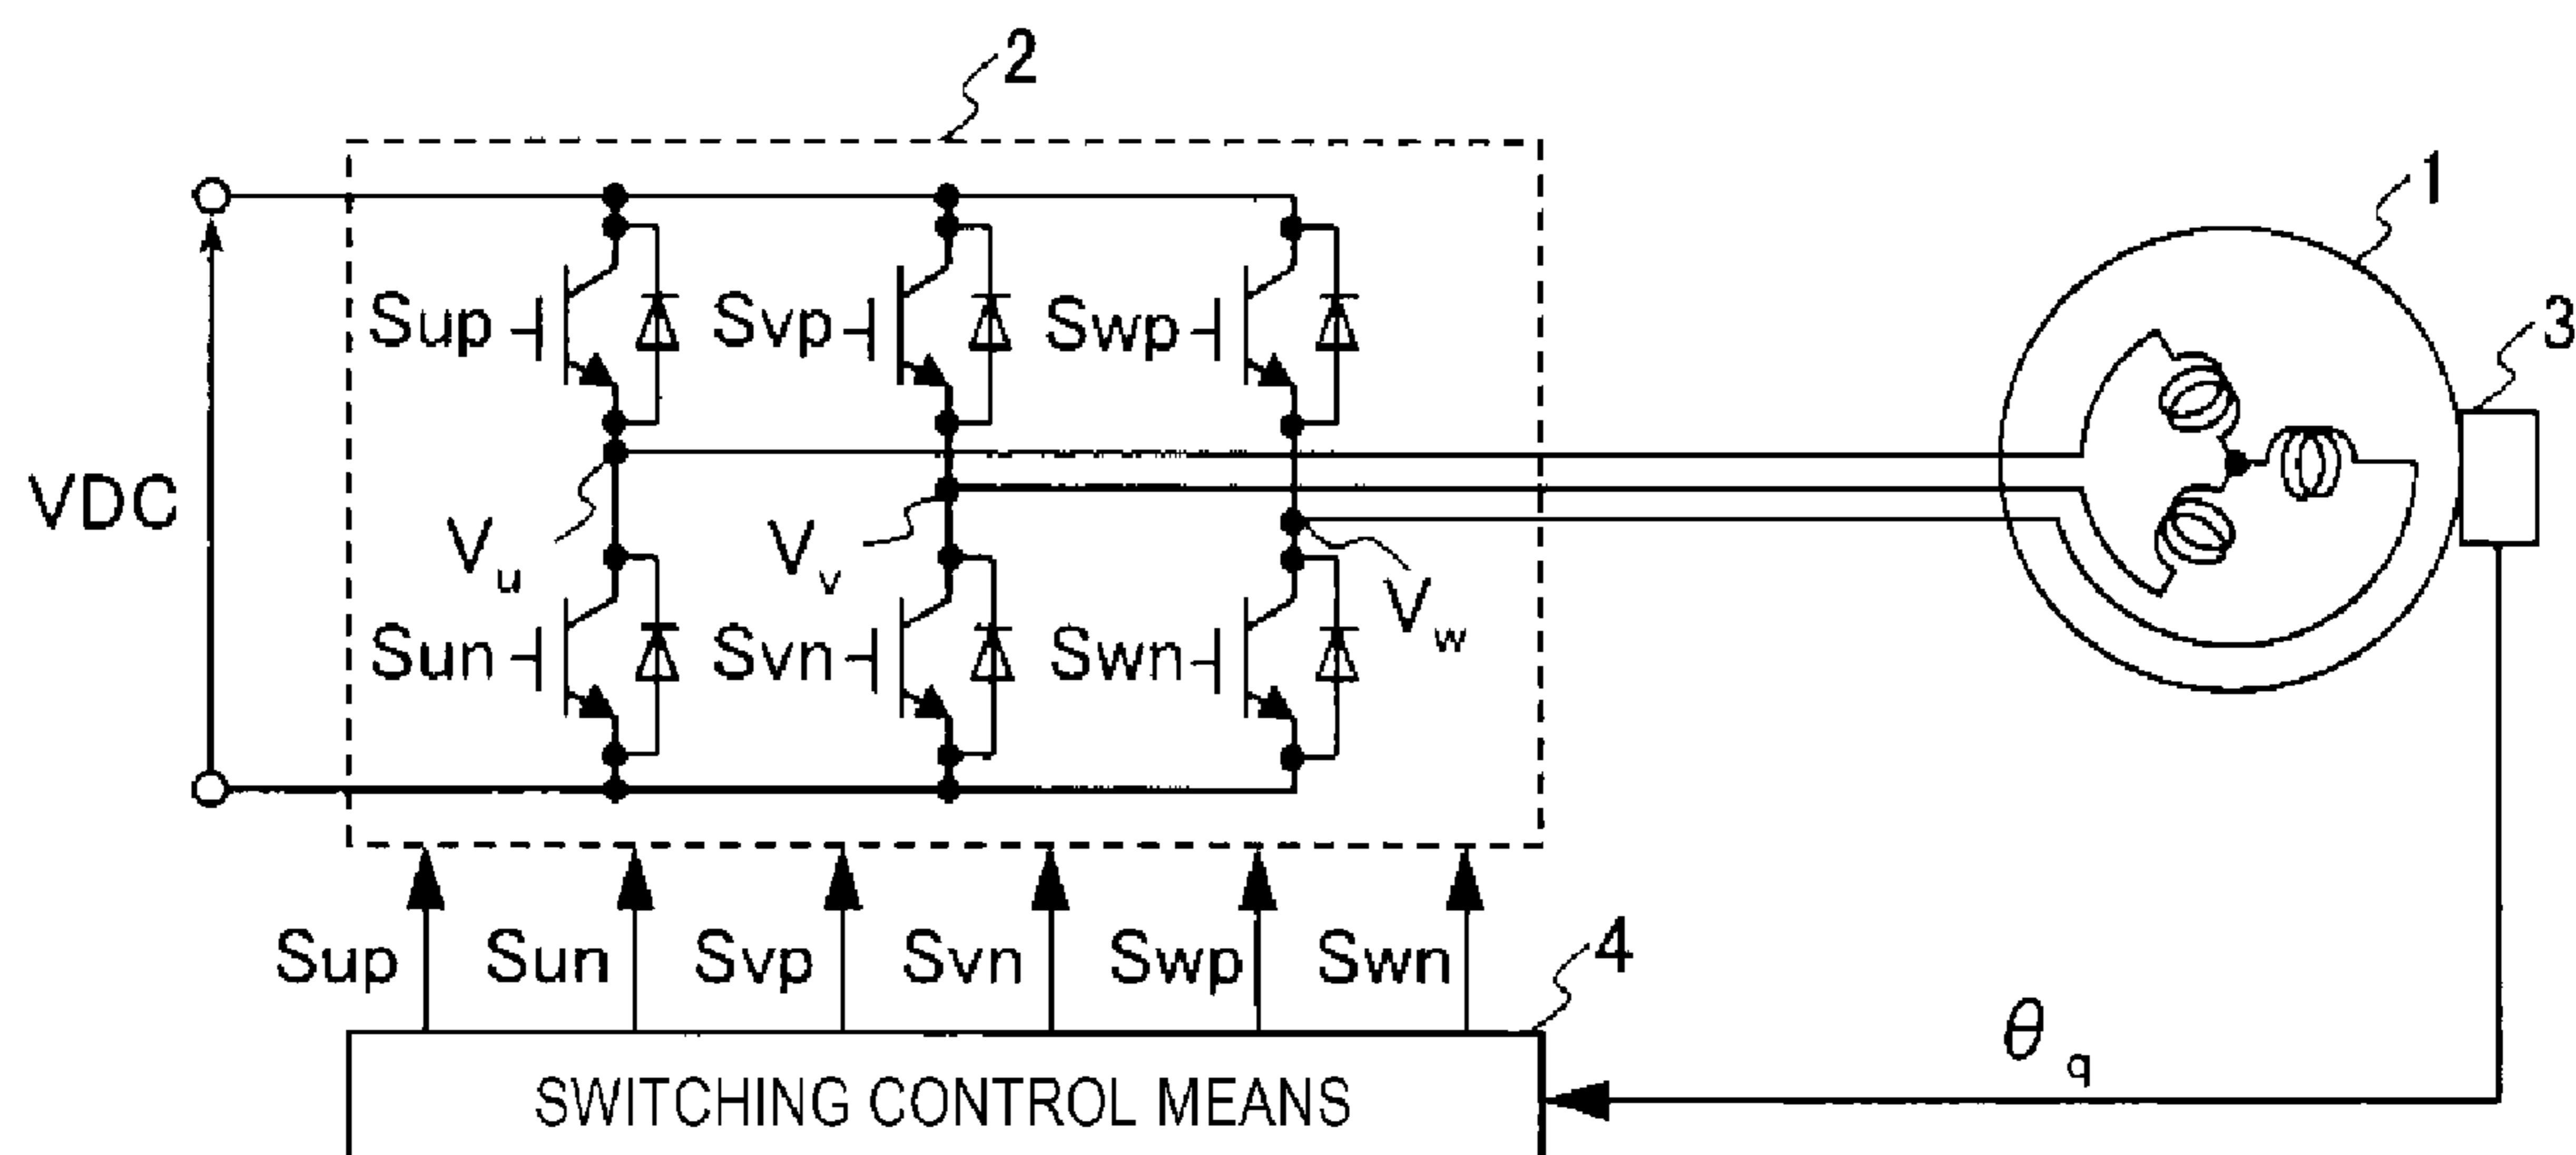 2
1
Sup Svp Swp
3
VDC
Vu Vv Vw
Sun Svn Swn
Sup Sun Svp Svn Swp Swn
4
θq
SWITCHING CONTROL MEANS